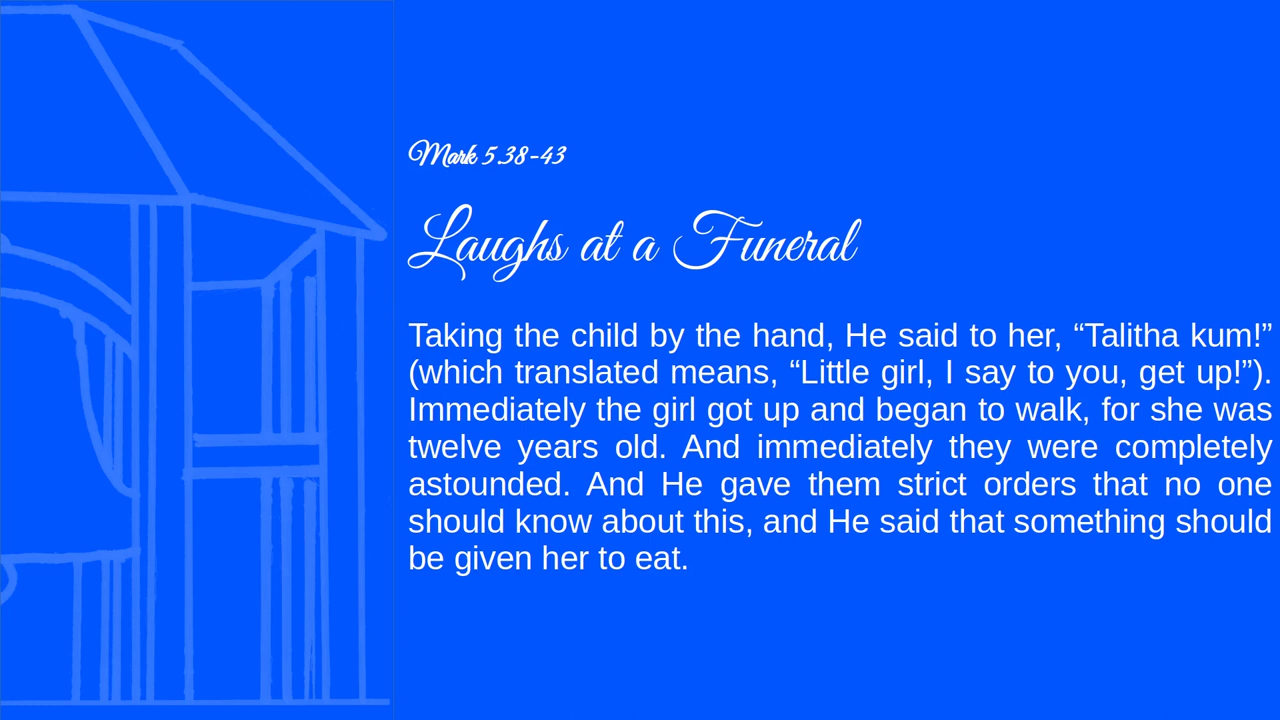 Mark 5.38-43
Laughs at a Funeral
Taking the child by the hand, He said to her, “Talitha kum!”
(which translated means, “Little girl, I say to you, get up!”).
Immediately the girl got up and began to walk, for she was
twelve years old. And immediately they were completely
astounded. And He gave them strict orders that no one
should know about this, and He said that something should
be given her to eat.